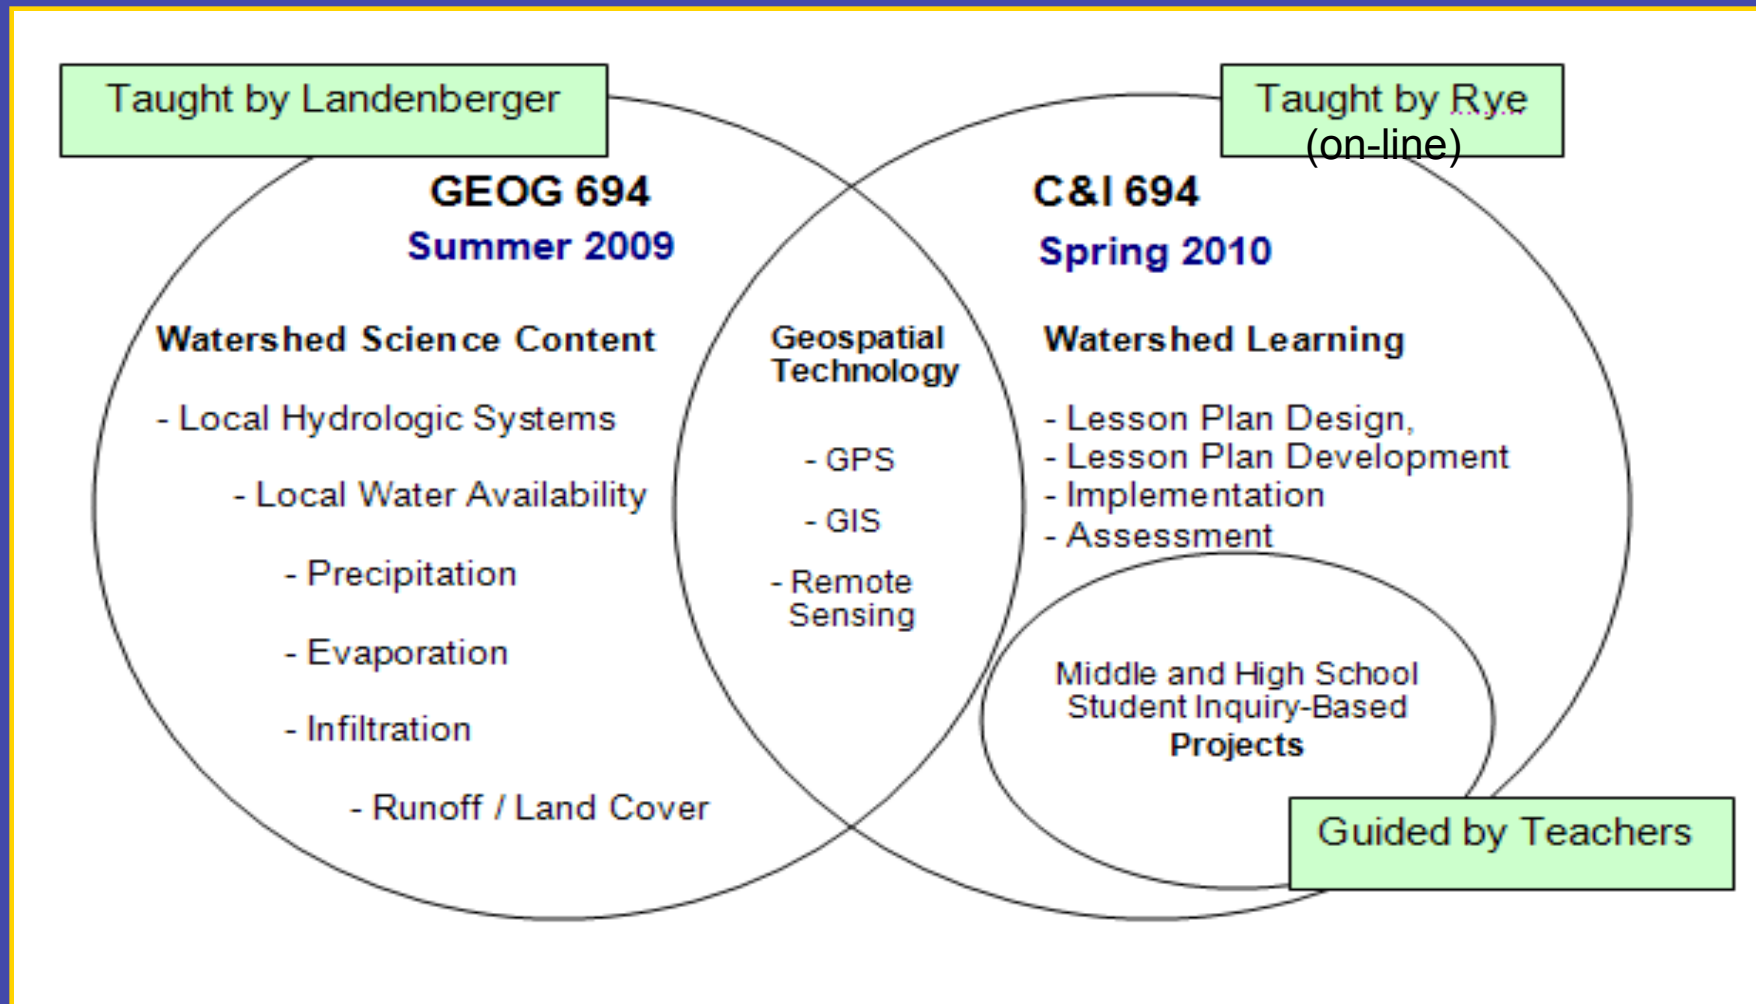 Taught by Landenberger
GEOG 694
Summer 2009
Watershed Science Content
- Local Hydrologic Systems
- Local Water Availability
- Precipitation
- Evaporation
- Infiltration
- Runoff / Land Cover
Geospatial
Technology
- GPS
- GIS
- Remote
Sensing
Taught by Rye
(on-line)
C&I 694
Spring 2010
Watershed Learning
- Lesson Plan Design,
- Lesson Plan Development
- Implementation
- Assessment
Middle and High School
Student Inquiry-Based
Projects
Guided by Teachers